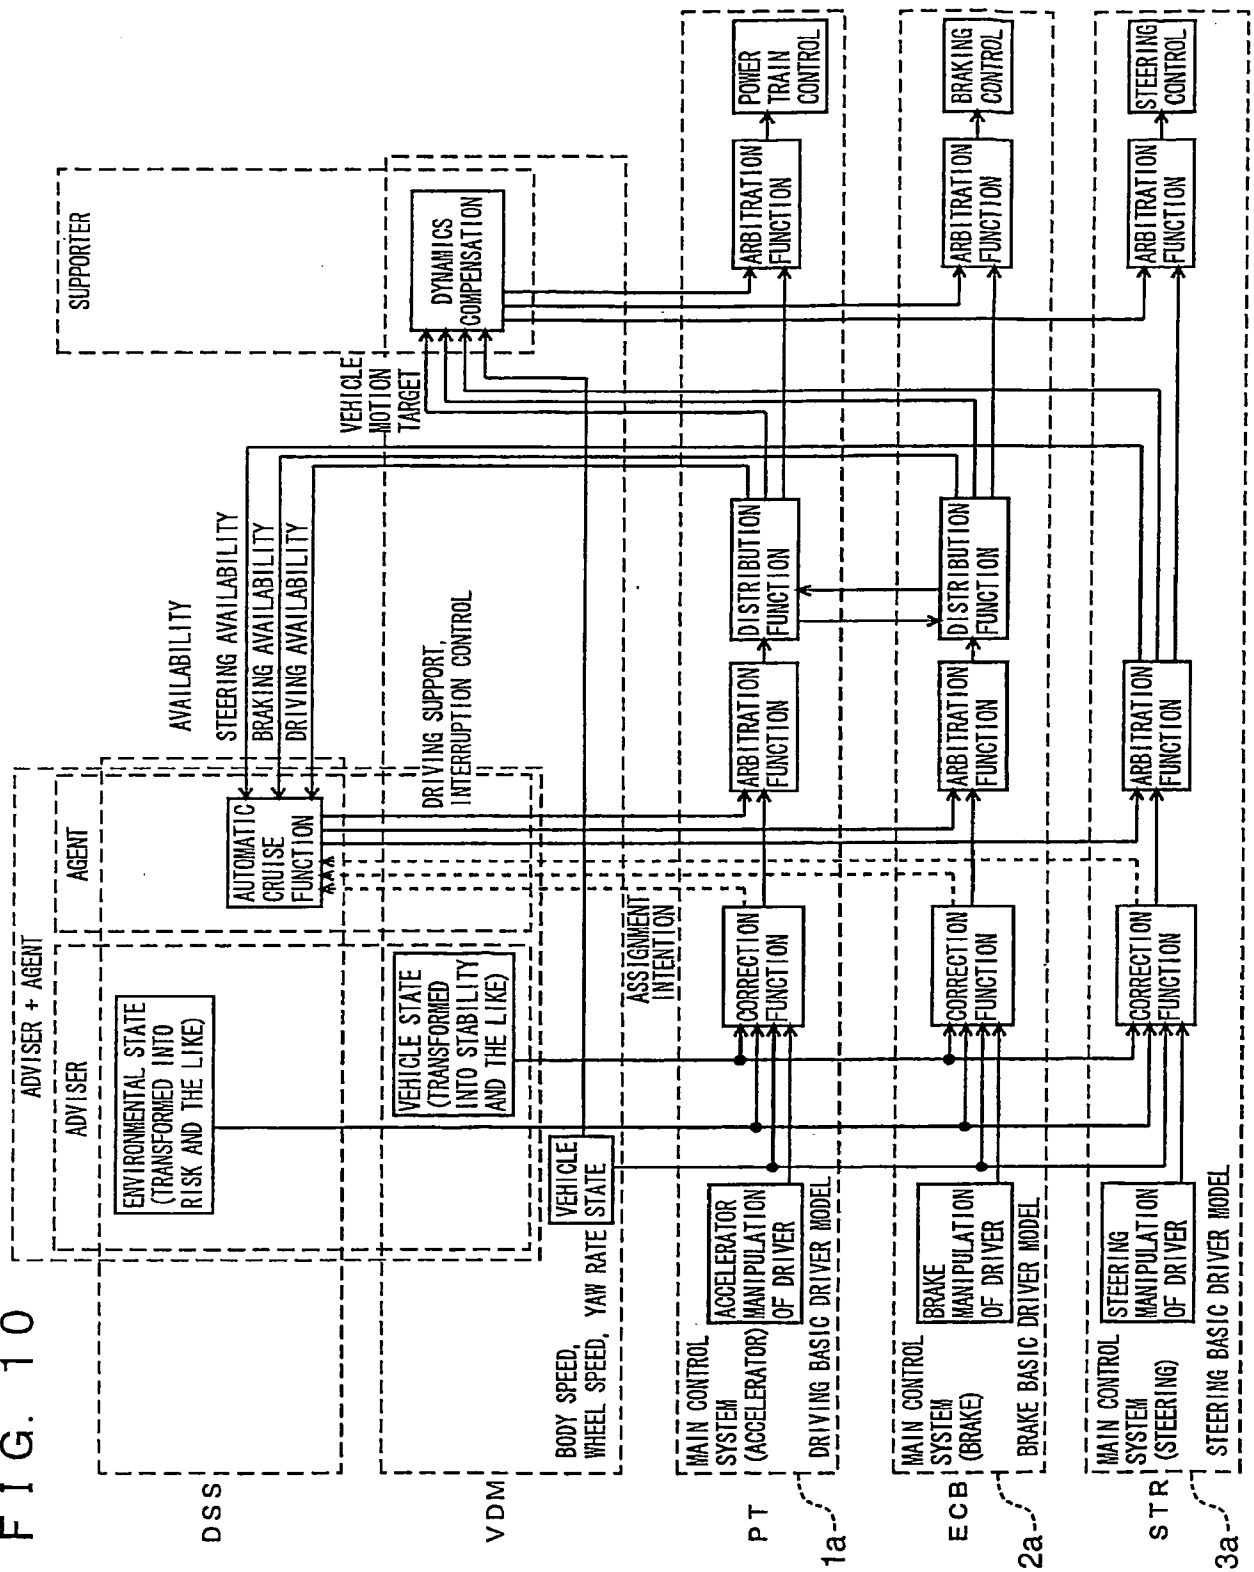 FIG. 10
ADVISER + AGENT
ADVISER
AGENT
SUPPORTER
DSS
ENVIRONMENTAL STATE
(TRANSFORMED INTO
RISK AND THE LIKE)
AUTOMATIC
CRUISE
FUNCTION
AVAILABILITY
STEERING AVAILABILITY
BRAKING AVAILABILITY
DRIVING AVAILABILITY
VDM
VEHICLE STATE
(TRANSFORMED
INTO STABILITY
AND THE LIKE)
DRIVING SUPPORT,
INTERRUPTION CONTROL
VEHICLE
MOTION
TARGET
DYNAMICS
COMPENSATION
BODY SPEED,
WHEEL SPEED, YAW RATE
VEHICLE
STATE
ASSIGNMENT
INTENTION
PT
1a
MAIN CONTROL
SYSTEM
(ACCELERATOR)
ACCELERATOR
MANIPULATION
OF DRIVER
DRIVING BASIC DRIVER MODEL
CORRECTION
FUNCTION
ARBITRATION
FUNCTION
DISTRIBUTION
FUNCTION
ARBITRATION
FUNCTION
POWER
TRAIN
CONTROL
ECB
2a
MAIN CONTROL
SYSTEM
(BRAKE)
BRAKE
MANIPULATION
OF DRIVER
BRAKE BASIC DRIVER MODEL
CORRECTION
FUNCTION
ARBITRATION
FUNCTION
DISTRIBUTION
FUNCTION
ARBITRATION
FUNCTION
BRAKING
CONTROL
STR
3a
MAIN CONTROL
SYSTEM
(STEERING)
STEERING
MANIPULATION
OF DRIVER
STEERING BASIC DRIVER MODEL
CORRECTION
FUNCTION
ARBITRATION
FUNCTION
ARBITRATION
FUNCTION
STEERING
CONTROL